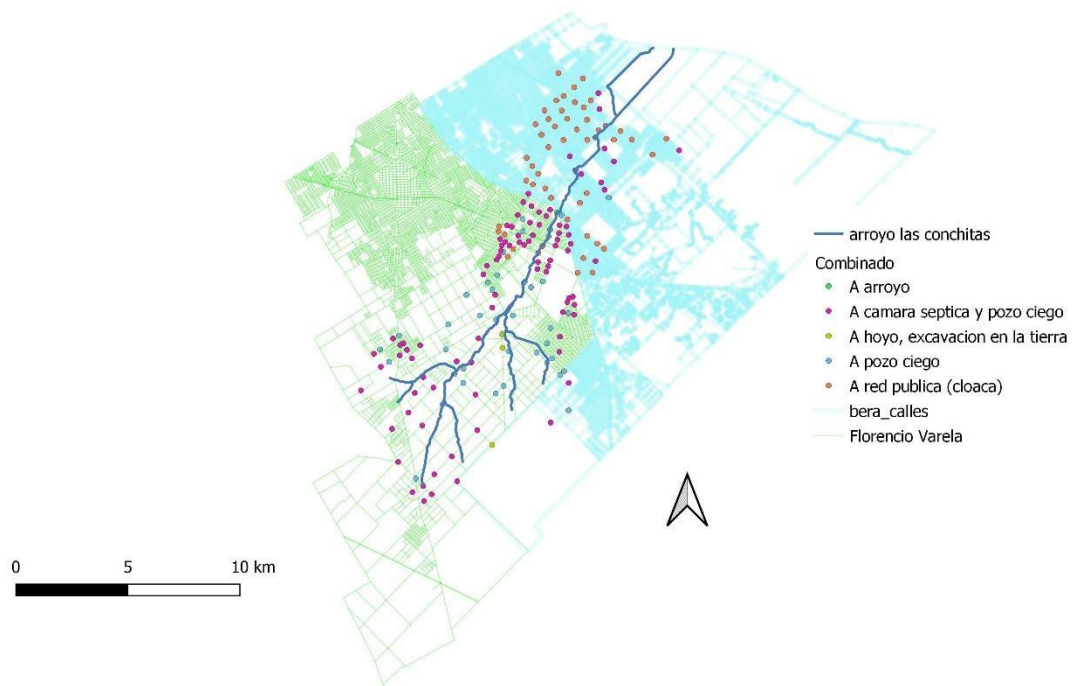 arroyo las conchitas
Combinado
A arroyo
A camara septica y pozo ciego
A hoyo, excavacion en la tierra
A pozo ciego
A red publica (cloaca)
bera_calles
Florencio Varela
0 5 10 km